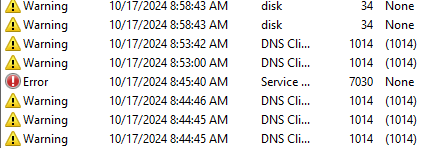 Warning 10/17/2024 8:58:43 AM disk 34 None
Warning 10/17/2024 8:58:43 AM disk 34 None
Warning 10/17/2024 8:53:42 AM DNS Cli... 1014 (1014)
Warning 10/17/2024 8:53:00 AM DNS Cli... 1014 (1014)
Error 10/17/2024 8:45:40 AM Service ... 7030 None
Warning 10/17/2024 8:44:46 AM DNS Cli... 1014 (1014)
Warning 10/17/2024 8:44:45 AM DNS Cli... 1014 (1014)
Warning 10/17/2024 8:44:45 AM DNS Cli... 1014 (1014)